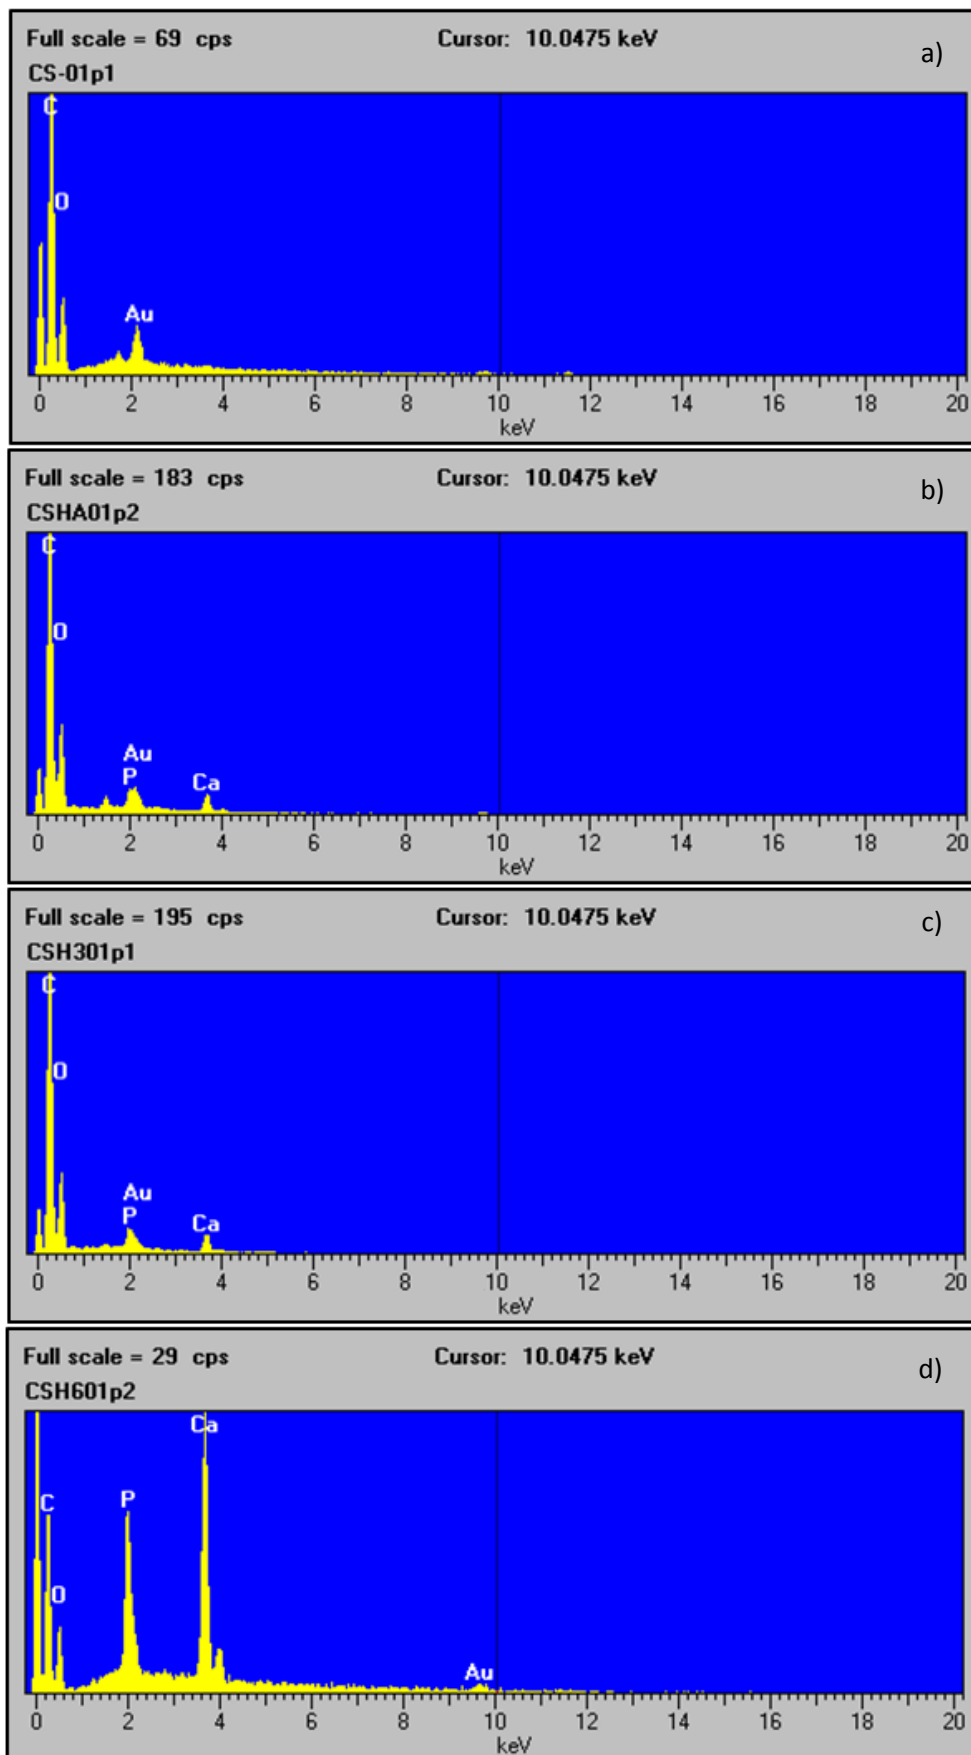 Full scale = 69 cps Cursor: 10.0475 keV a)
CS-01p1
C
O
Au
0 2 4 6 8 10 12 14 16 18 20
keV
Full scale = 183 cps Cursor: 10.0475 keV b)
CSHA01p2
C
O
Au
P Ca
0 2 4 6 8 10 12 14 16 18 20
keV
Full scale = 195 cps Cursor: 10.0475 keV c)
CSH301p1
C
O
Au
P Ca
0 2 4 6 8 10 12 14 16 18 20
keV
Full scale = 29 cps Cursor: 10.0475 keV d)
CSH601p2
Ca
C P
O
Au
0 2 4 6 8 10 12 14 16 18 20
keV